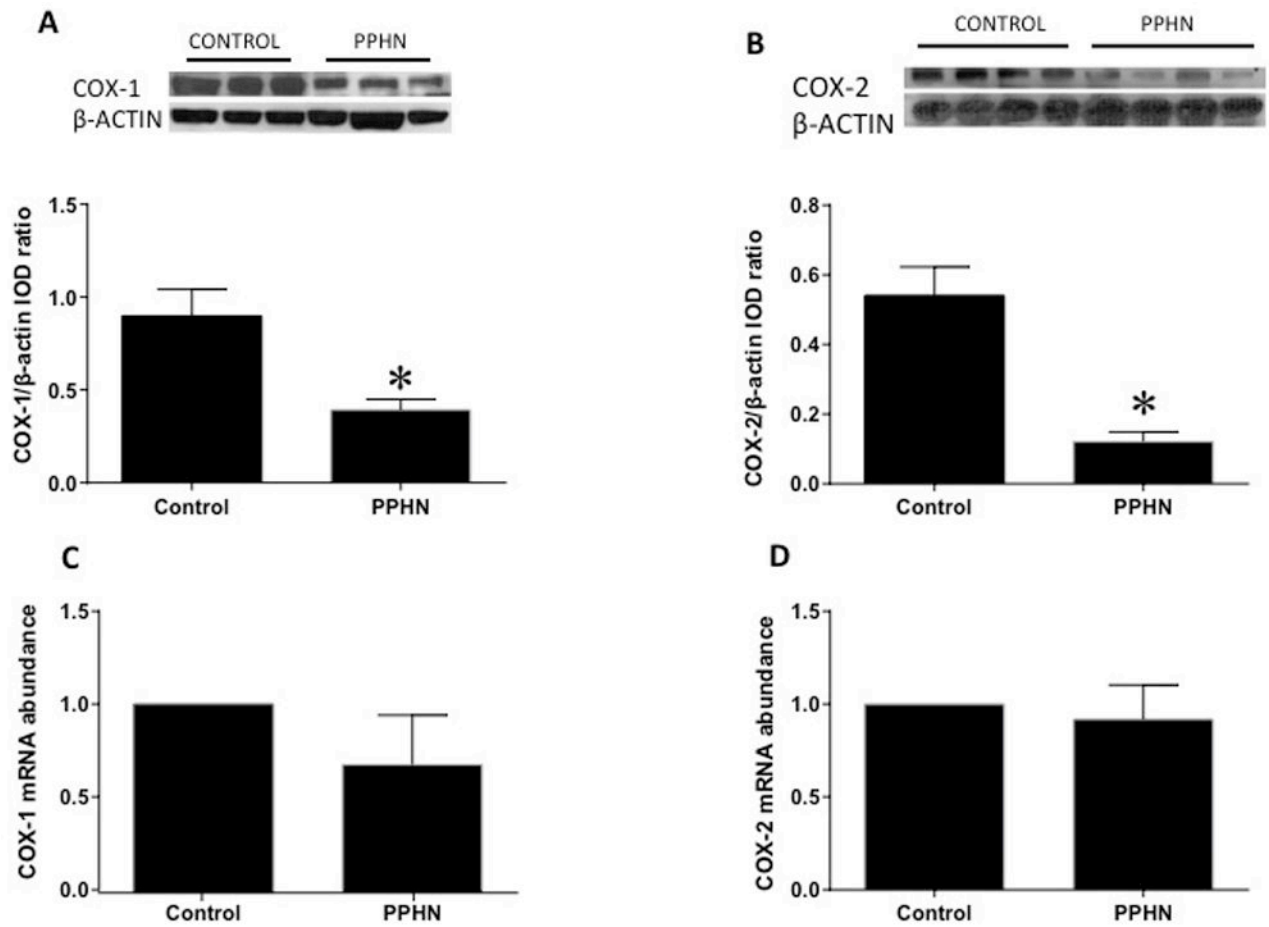 A
CONTROL PPHN
COX-1
β-ACTIN
COX-1/β-actin IOD ratio
1.5
1.0
0.5
0.0
*
Control PPHN
B
CONTROL PPHN
COX-2
β-ACTIN
COX-2/β-actin IOD ratio
0.8
0.6
0.4
0.2
0.0
*
Control PPHN
C
COX-1 mRNA abundance
1.5
1.0
0.5
0.0
Control PPHN
D
COX-2 mRNA abundance
1.5
1.0
0.5
0.0
Control PPHN